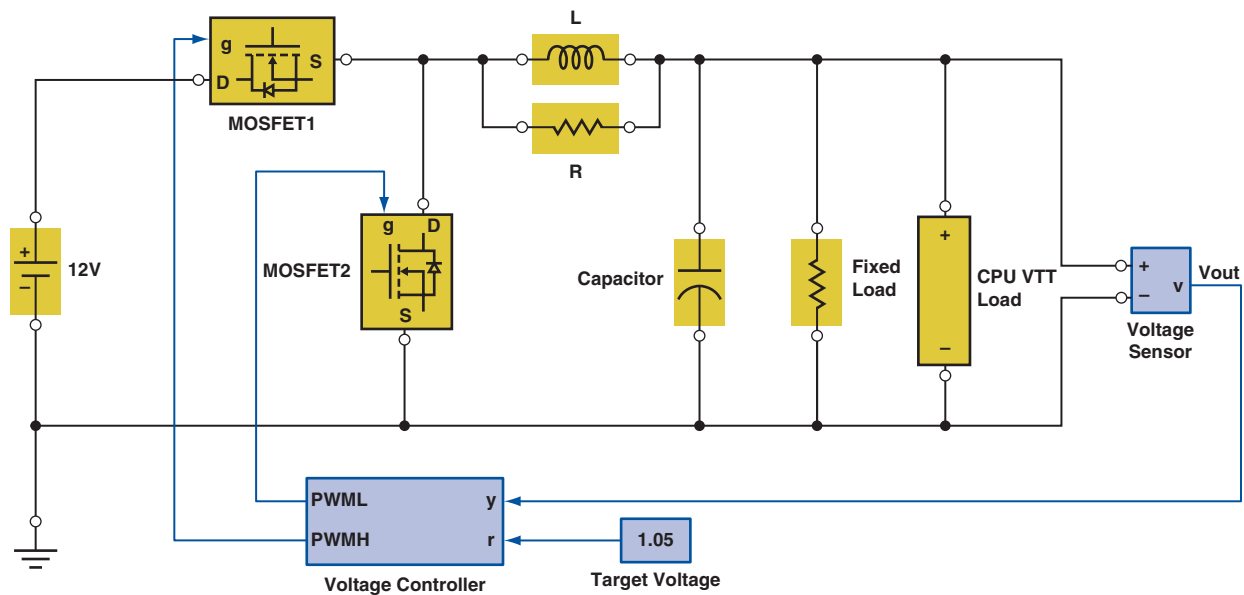 L
g
S
D
MOSFET1
R
g
D
MOSFET2
S
+
12V
−
Capacitor
Fixed
Load
+
CPU VTT
Load
−
+
−
v
Vout
Voltage
Sensor
PWML
y
PWMH
r
1.05
Voltage Controller
Target Voltage